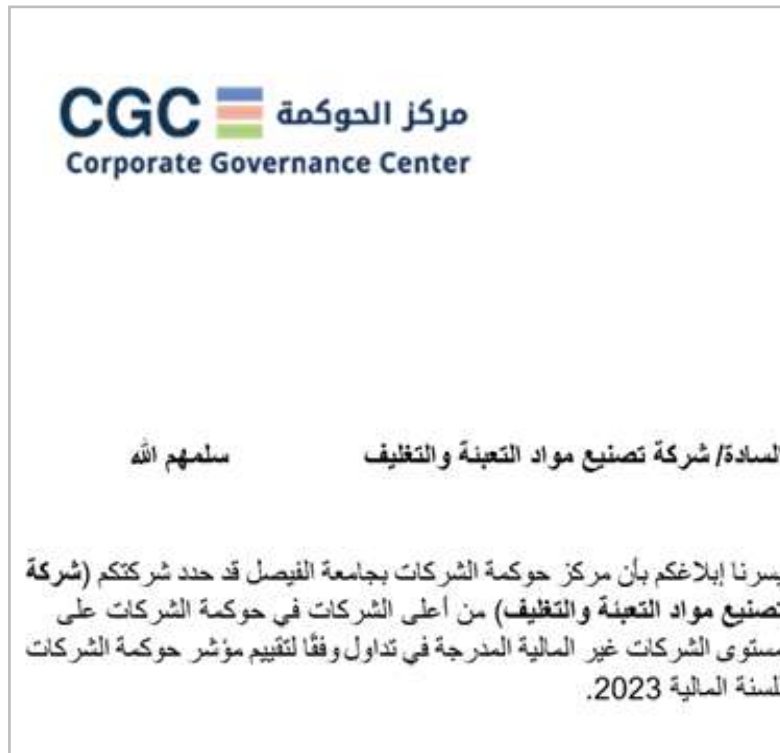 CGC مركز الحوكمة
Corporate Governance Center
السادة/ شركة تصنيع مواد التعبئة والتغليف سلمهم الله
يسرنا إبلاغكم بأن مركز حوكمة الشركات بجامعة الفيصل قد حدد شركتكم (شركة
تصنيع مواد التعبئة والتغليف) من أعلى الشركات في حوكمة الشركات على
مستوى الشركات غير المالية المدرجة في تداول وفقًا لتقييم مؤشر حوكمة الشركات
للسنة المالية 2023.